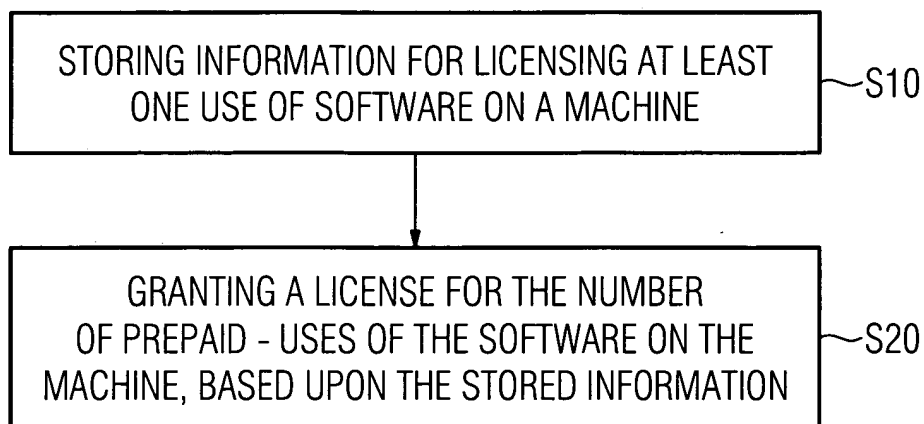 STORING INFORMATION FOR LICENSING AT LEAST
ONE USE OF SOFTWARE ON A MACHINE
S10
GRANTING A LICENSE FOR THE NUMBER
OF PREPAID - USES OF THE SOFTWARE ON THE
MACHINE, BASED UPON THE STORED INFORMATION
S20